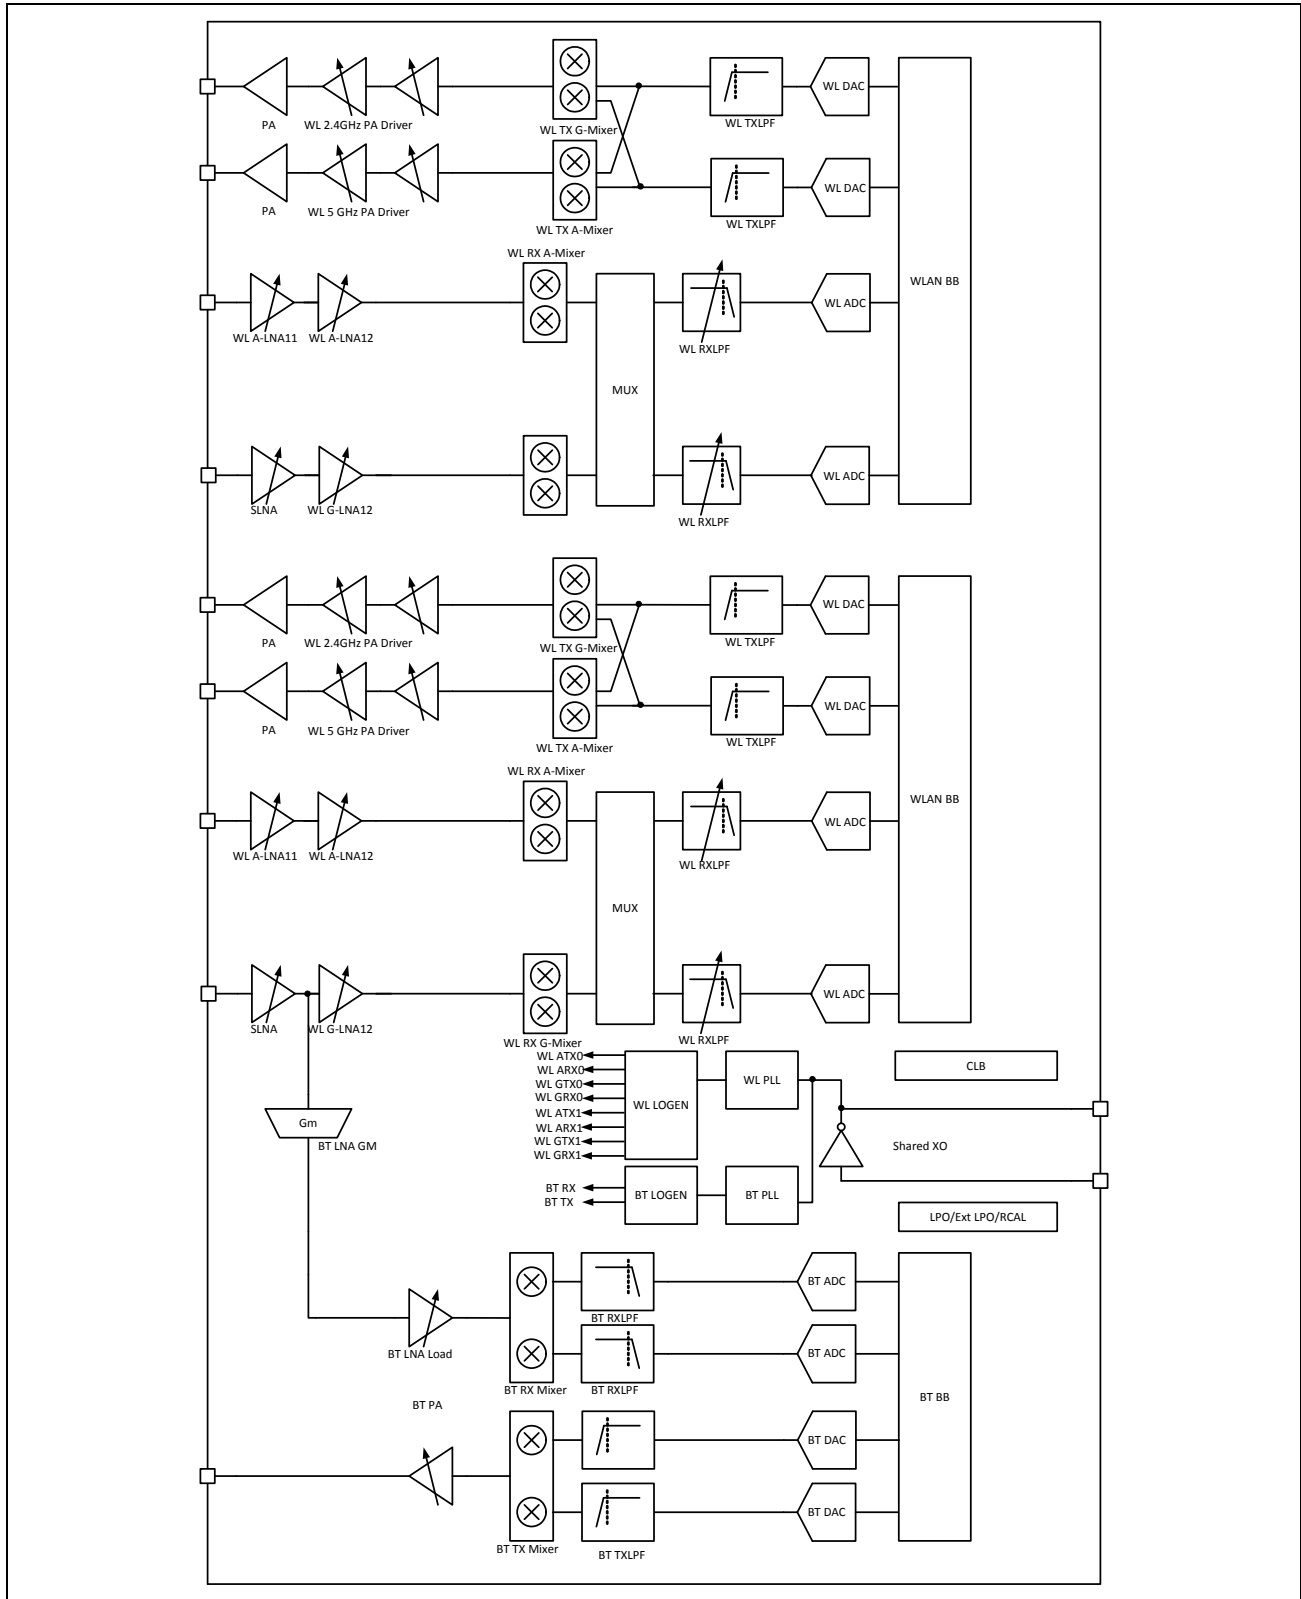 WL DAC
PA
WL 2.4GHz PA Driver
WL TX G-Mixer
WL TXLPF
WL DAC
PA
WL 5 GHz PA Driver
WL TX A-Mixer
WL TXLPF
WL RX A-Mixer
WLAN BB
WL ADC
WL A-LNA11
WL A-LNA12
WL RXLPF
MUX
WL ADC
SLNA
WL G-LNA12
WL RXLPF
WL DAC
PA
WL 2.4GHz PA Driver
WL TX G-Mixer
WL TXLPF
WL DAC
PA
WL 5 GHz PA Driver
WL TX A-Mixer
WL TXLPF
WL RX A-Mixer
WLAN BB
WL ADC
WL A-LNA11
WL A-LNA12
WL RXLPF
MUX
WL ADC
SLNA
WL G-LNA12
WL RX G-Mixer
WL RXLPF
WL ATX0
WL ARX0
WL GTX0
WL GRX0
WL ATX1
WL ARX1
WL GTX1
WL GRX1
WL LOGEN
WL PLL
CLB
Gm
BT LNA GM
Shared XO
BT RX
BT TX
BT LOGEN
BT PLL
LPO/Ext LPO/RCAL
BT ADC
BT RXLPF
BT LNA Load
BT ADC
BT RX Mixer
BT RXLPF
BT BB
BT PA
BT DAC
BT DAC
BT TX Mixer
BT TXLPF